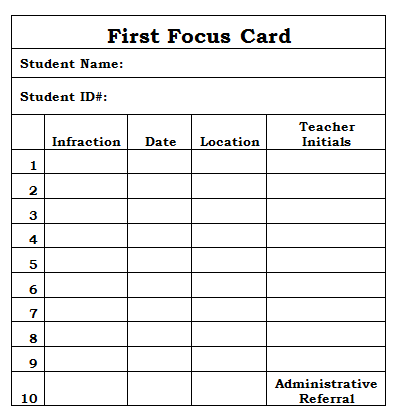 First Focus Card
Student Name:
Student ID#:
Teacher
Infraction Date Location Initials
1
2
3
4
5
6
7
8
9
Administrative
10 Referral